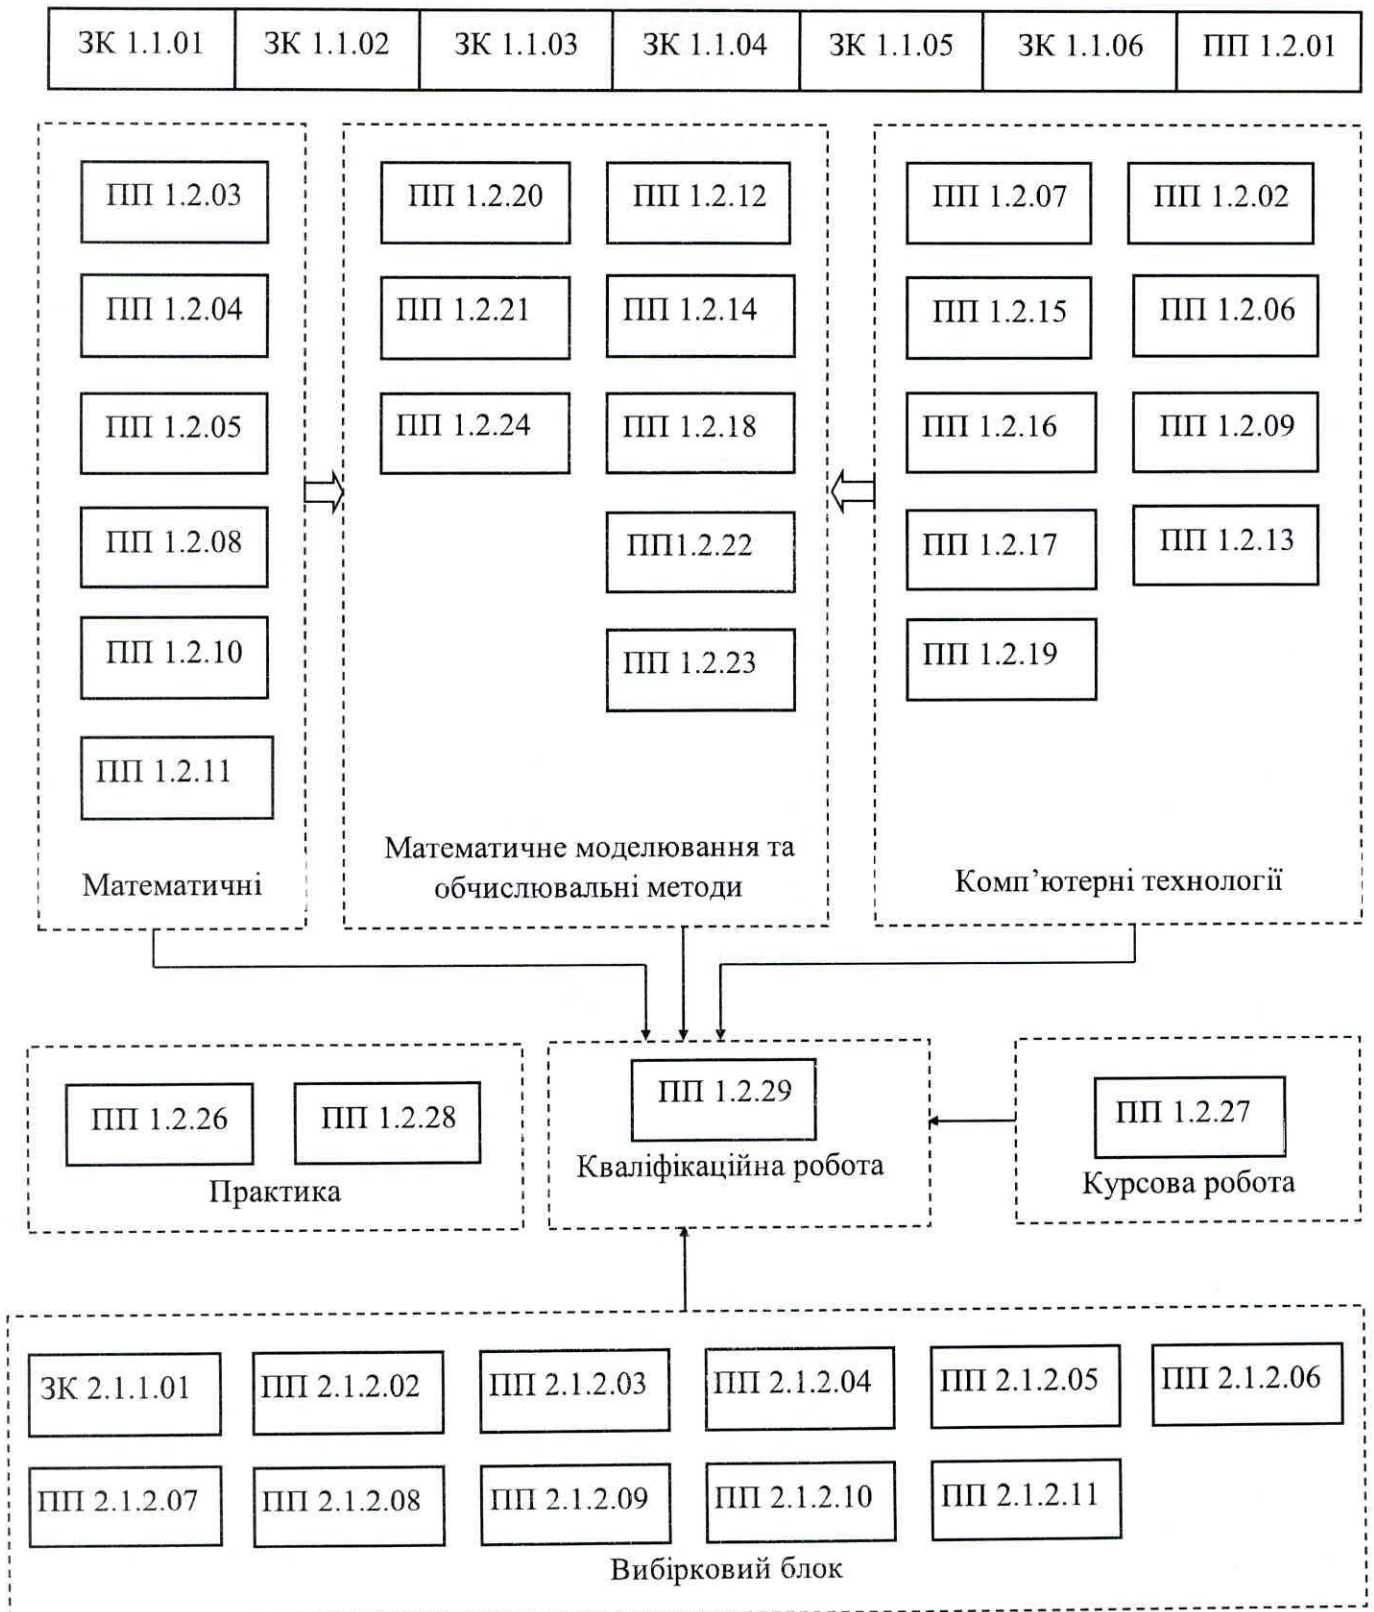 ЗК 1.1.01 ЗК 1.1.02 ЗК 1.1.03 ЗК 1.1.04 ЗК 1.1.05 ЗК 1.1.06 ПП 1.2.01
ПП 1.2.03
ПП 1.2.04
ПП 1.2.05
ПП 1.2.08
ПП 1.2.10
ПП 1.2.11
Математичні
ПП 1.2.20 ПП 1.2.12
ПП 1.2.21 ПП 1.2.14
ПП 1.2.24 ПП 1.2.18
ПП1.2.22
ПП 1.2.23
Математичне моделювання та
обчислювальні методи
ПП 1.2.07 ПП 1.2.02
ПП 1.2.15 ПП 1.2.06
ПП 1.2.16 ПП 1.2.09
ПП 1.2.17 ПП 1.2.13
ПП 1.2.19
Комп’ютерні технології
ПП 1.2.26 ПП 1.2.28
Практика
ПП 1.2.29
Кваліфікаційна робота
ПП 1.2.27
Курсова робота
ЗК 2.1.1.01 ПП 2.1.2.02 ПП 2.1.2.03 ПП 2.1.2.04 ПП 2.1.2.05 ПП 2.1.2.06
ПП 2.1.2.07 ПП 2.1.2.08 ПП 2.1.2.09 ПП 2.1.2.10 ПП 2.1.2.11
Вибірковий блок